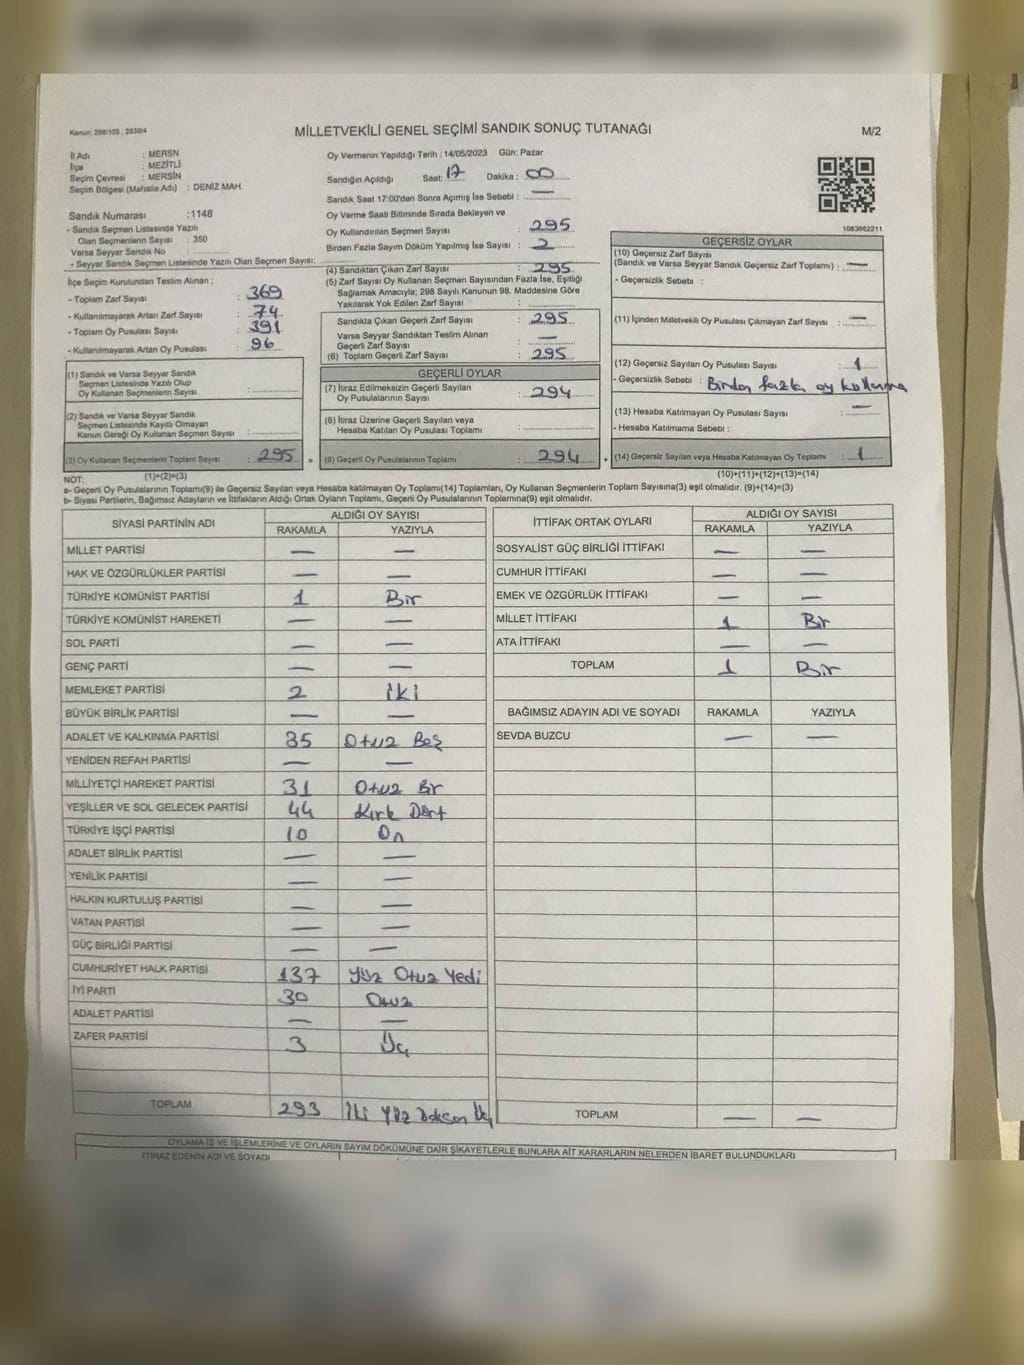 Kanun: 298/105, 2839/4
MİLLETVEKİLİ GENEL SEÇİMİ SANDIK SONUÇ TUTANAĞI
M/2
İl Adı : MERSN
İlçe : MEZİTLİ
Seçim Çevresi : MERSİN
Seçim Bölgesi (Mahalle Adı) : DENİZ MAH.
Sandık Numarası :1148
- Sandık Seçmen Listesinde Yazılı
Olan Seçmenlerin Sayısı : 350
Varsa Seyyar Sandık No :
- Seyyar Sandık Seçmen Listesinde Yazılı Olan Seçmen Sayısı:
İlçe Seçim Kurulundan Teslim Alınan ;
- Toplam Zarf Sayısı : 369
- Kullanılmayarak Artan Zarf Sayısı : 74
- Toplam Oy Pusulası Sayısı : 391
- Kullanılmayarak Artan Oy Pusulası : 96
Oy Vermenin Yapıldığı Tarih : 14/05/2023 Gün: Pazar
Sandığın Açıldığı Saat: 17 Dakika : 00
Sandık Saat 17:00'den Sonra Açımış İse Sebebi : —
Oy Verme Saati Bitiminde Sırada Bekleyen ve
Oy Kullandırılan Seçmen Sayısı : 295
Birden Fazla Sayım Döküm Yapılmış İse Sayısı : 2
(4) Sandıktan Çıkan Zarf Sayısı : 295
(5) Zarf Sayısı Oy Kullanan Seçmen Sayısından Fazla İse, Eşitliği
Sağlamak Amacıyla; 298 Sayılı Kanunun 98. Maddesine Göre
Yakılarak Yok Edilen Zarf Sayısı :
Sandıkta Çıkan Geçerli Zarf Sayısı : 295
Varsa Seyyar Sandıktan Teslim Alınan
Geçerli Zarf Sayısı : —
(6) Toplam Geçerli Zarf Sayısı : 295
1083662211
GEÇERSİZ OYLAR
(10) Geçersiz Zarf Sayısı
(Sandık ve Varsa Seyyar Sandık Geçersiz Zarf Toplamı) : —
- Geçersizlik Sebebi :
(11) İçinden Milletvekili Oy Pusulası Çıkmayan Zarf Sayısı : —
(12) Geçersiz Sayılan Oy Pusulası Sayısı : 1
- Geçersizlik Sebebi : Birden fazla oy kullanma
(13) Hesaba Katılmayan Oy Pusulası Sayısı : —
- Hesaba Katılmama Sebebi :
(14) Geçersiz Sayılan veya Hesaba Katılmayan Oy Toplamı : 1
(1) Sandık ve Varsa Seyyar Sandık
Seçmen Listesinde Yazılı Olup
Oy Kullanan Seçmenlerin Sayısı :
(2) Sandık ve Varsa Seyyar Sandık
Seçmen Listesinde Kayıtlı Olmayan
Kanun Gereği Oy Kullanan Seçmen Sayısı :
(3) Oy Kullanan Seçmenlerin Toplam Sayısı : 295 =
GEÇERLİ OYLAR
(7) İtiraz Edilmeksizin Geçerli Sayılan
Oy Pusulalarının Sayısı : 294
(8) İtiraz Üzerine Geçerli Sayılan veya
Hesaba Katılan Oy Pusulası Toplamı :
(9) Geçerli Oy Pusulalarının Toplamı : 294 +
NOT: (1)+(2)=(3)
(10)+(11)+(12)+(13)=(14)
a- Geçerli Oy Pusulalarının Toplamı(9) ile Geçersiz Sayılan veya Hesaba katılmayan Oy Toplamı(14) Toplamları, Oy Kullanan Seçmenlerin Toplam Sayısına(3) eşit olmalıdır. (9)+(14)=(3)
b- Siyasi Partilerin, Bağımsız Adayların ve İttifakların Aldığı Ortak Oyların Toplamı, Geçerli Oy Pusulalarının Toplamına(9) eşit olmalıdır.
SİYASİ PARTİNİN ADI
ALDIĞI OY SAYISI
RAKAMLA YAZIYLA
MİLLET PARTİSİ — —
HAK VE ÖZGÜRLÜKLER PARTİSİ — —
TÜRKİYE KOMÜNİST PARTİSİ 1 Bir
TÜRKİYE KOMÜNİST HAREKETİ — —
SOL PARTİ — —
GENÇ PARTİ — —
MEMLEKET PARTİSİ 2 iki
BÜYÜK BİRLİK PARTİSİ — —
ADALET VE KALKINMA PARTİSİ 35 Otuz Beş
YENİDEN REFAH PARTİSİ — —
MİLLİYETÇİ HAREKET PARTİSİ 31 Otuz Bir
YEŞİLLER VE SOL GELECEK PARTİSİ 44 Kırk Dört
TÜRKİYE İŞÇİ PARTİSİ 10 On
ADALET BİRLİK PARTİSİ — —
YENİLİK PARTİSİ — —
HALKIN KURTULUŞ PARTİSİ — —
VATAN PARTİSİ — —
GÜÇ BİRLİĞİ PARTİSİ — —
CUMHURİYET HALK PARTİSİ 137 Yüz Otuz Yedi
İYİ PARTİ 30 Otuz
ADALET PARTİSİ — —
ZAFER PARTİSİ 3 Üç
TOPLAM 293 İki Yüz Doksan Üç
İTTİFAK ORTAK OYLARI
ALDIĞI OY SAYISI
RAKAMLA YAZIYLA
SOSYALİST GÜÇ BİRLİĞİ İTTİFAKI — —
CUMHUR İTTİFAKI — —
EMEK VE ÖZGÜRLÜK İTTİFAKI — —
MİLLET İTTİFAKI 1 Bir
ATA İTTİFAKI — —
TOPLAM 1 Bir
BAĞIMSIZ ADAYIN ADI VE SOYADI RAKAMLA YAZIYLA
SEVDA BUZCU — —
TOPLAM — —
OYLAMA İŞ VE İŞLEMLERİNE VE OYLARIN SAYIM DÖKÜMÜNE DAİR ŞİKAYETLERLE BUNLARA AİT KARARLARIN NELERDEN İBARET BULUNDUKLARI
İTİRAZ EDENİN ADI VE SOYADI